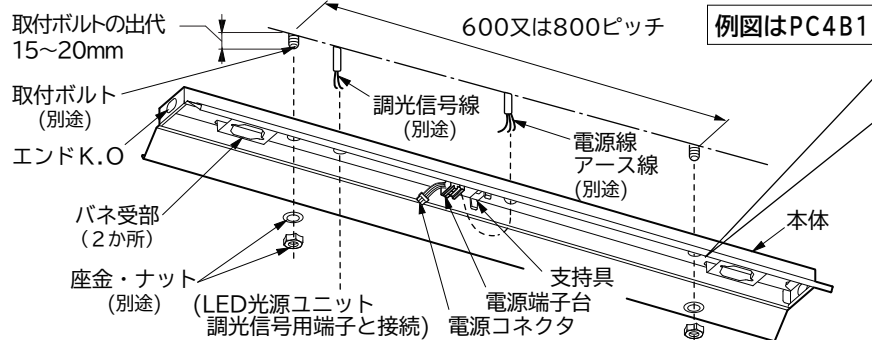 取付ボルトの出代
15～20mm
600又は800ピッチ
例図はPC4B1
取付ボルト
(別途)
調光信号線
(別途)
エンドK.O
電源線
アース線
(別途)
バネ受部
(2か所)
本体
座金・ナット
(別途)
支持具
(LED光源ユニット
調光信号用端子と接続)
電源端子台
電源コネクタ